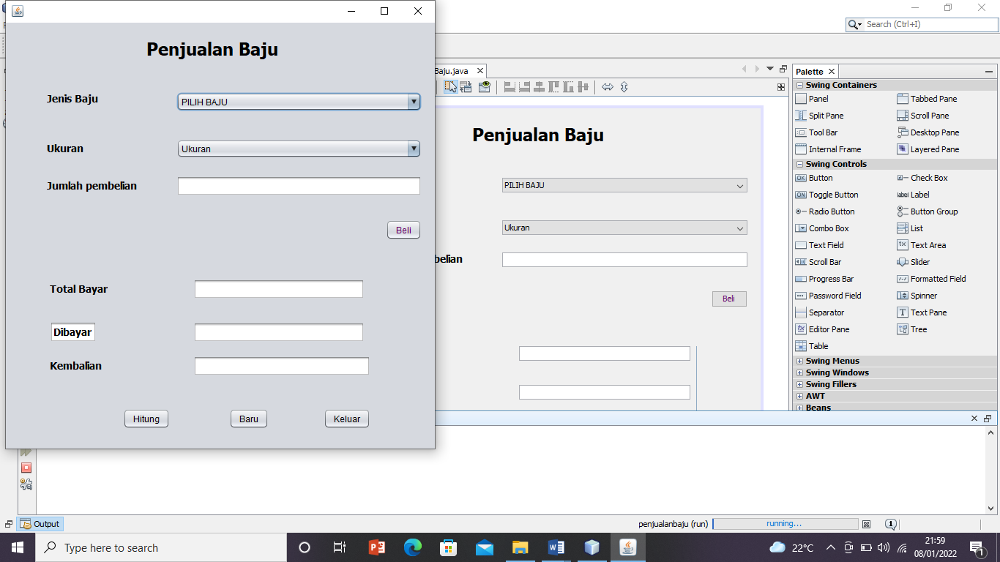 Penjualan Baju
Jenis Baju
PILIH BAJU
Ukuran
Ukuran
Jumlah pembelian
Beli
Total Bayar
Dibayar
Kembalian
Hitung
Baru
Keluar
Search (Ctrl+I)
Baju.java
Penjualan Baju
PILIH BAJU
Ukuran
belian
Beli
Palette
Swing Containers
Panel
Tabbed Pane
Split Pane
Scroll Pane
Tool Bar
Desktop Pane
Internal Frame
Layered Pane
Swing Controls
OK Button
Check Box
ON Toggle Button
label Label
Radio Button
Button Group
Combo Box
List
Text Field
Text Area
Scroll Bar
Slider
Progress Bar
Formatted Field
Password Field
Spinner
Separator
Text Pane
Editor Pane
Tree
Table
Swing Menus
Swing Windows
Swing Fillers
AWT
Beans
Output
penjualanbaju (run)
running...
1
Type here to search
22°C
21:59
08/01/2022
1